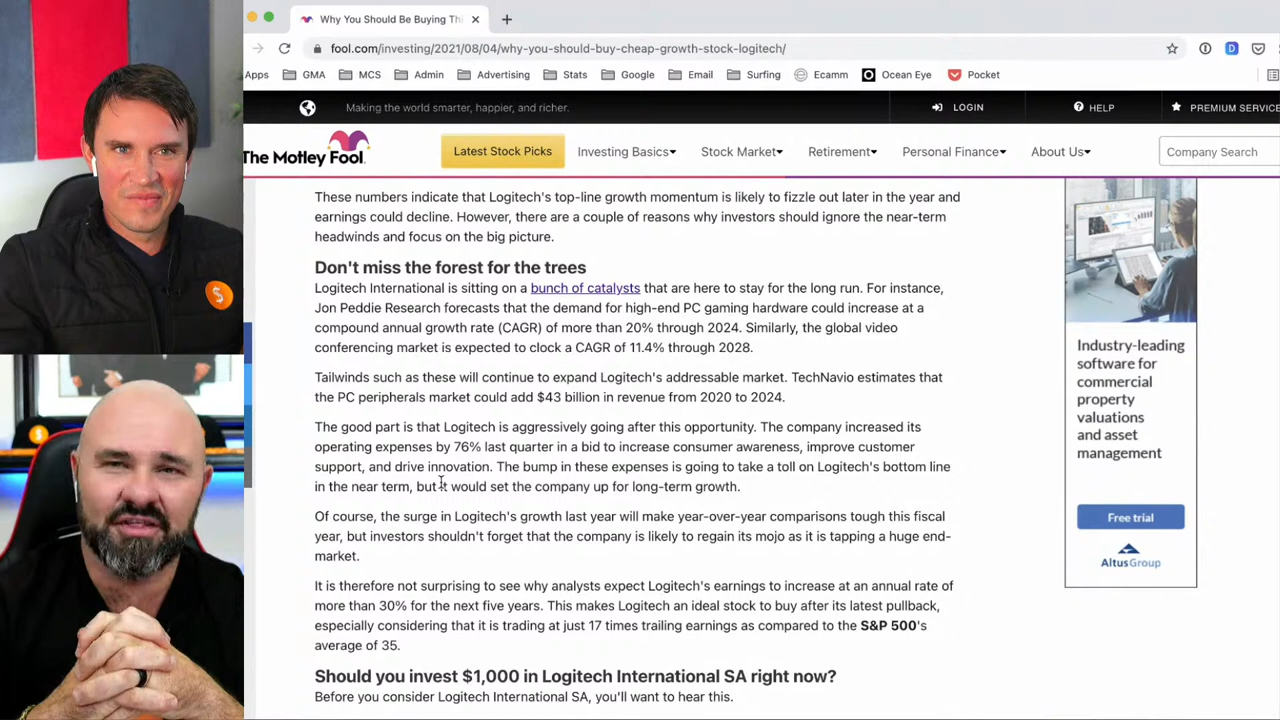 Why You Should Be Buying Thi
fool.com/investing/2021/08/04/why-you-should-buy-cheap-growth-stock-logitech/
Apps GMA MCS Admin Advertising Stats Google Email Surfing Ecamm Ocean Eye Pocket
Making the world smarter, happier, and richer. LOGIN HELP PREMIUM SERVICE
The Motley Fool. Latest Stock Picks Investing Basics Stock Market Retirement Personal Finance About Us Company Search
These numbers indicate that Logitech's top-line growth momentum is likely to fizzle out later in the year and
earnings could decline. However, there are a couple of reasons why investors should ignore the near-term
headwinds and focus on the big picture.
Don't miss the forest for the trees
Logitech International is sitting on a bunch of catalysts that are here to stay for the long run. For instance,
Jon Peddie Research forecasts that the demand for high-end PC gaming hardware could increase at a
compound annual growth rate (CAGR) of more than 20% through 2024. Similarly, the global video
conferencing market is expected to clock a CAGR of 11.4% through 2028.
Tailwinds such as these will continue to expand Logitech's addressable market. TechNavio estimates that
the PC peripherals market could add $43 billion in revenue from 2020 to 2024.
The good part is that Logitech is aggressively going after this opportunity. The company increased its
operating expenses by 76% last quarter in a bid to increase consumer awareness, improve customer
support, and drive innovation. The bump in these expenses is going to take a toll on Logitech's bottom line
in the near term, but it would set the company up for long-term growth.
Of course, the surge in Logitech's growth last year will make year-over-year comparisons tough this fiscal
year, but investors shouldn't forget that the company is likely to regain its mojo as it is tapping a huge end-
market.
It is therefore not surprising to see why analysts expect Logitech's earnings to increase at an annual rate of
more than 30% for the next five years. This makes Logitech an ideal stock to buy after its latest pullback,
especially considering that it is trading at just 17 times trailing earnings as compared to the S&P 500's
average of 35.
Should you invest $1,000 in Logitech International SA right now?
Before you consider Logitech International SA, you'll want to hear this.
Industry-leading
software for
commercial
property
valuations
and asset
management
Free trial
AltusGroup
$